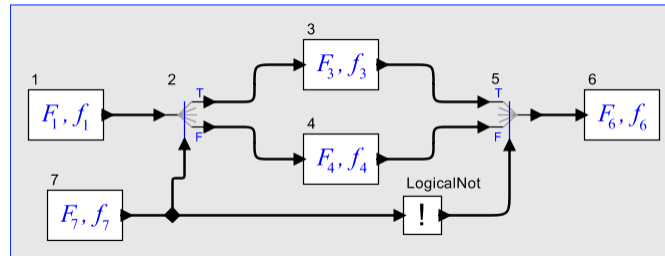 3
F₃, f₃
1
2
T
5
T
6
F₁, f₁
F₆, f₆
F
4
F
F₄, f₄
7
LogicalNot
F₇, f₇
!